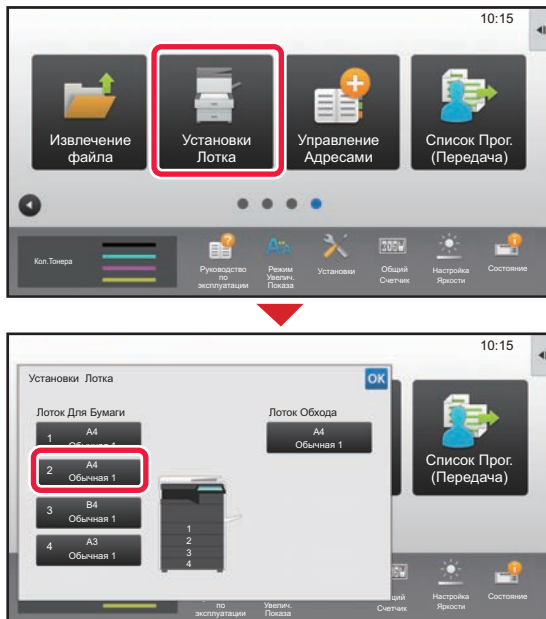 10:15
Извлечение
файла
Установки
Лотка
Управление
Адресами
Список Прог.
(Передача)
Кол.Тонера
Руководство
по
эксплуатации
Режим
Увелич.
Показа
Установки
Общий
Счетчик
Настройка
Яркости
Состояние
10:15
Установки Лотка
OK
Лоток Для Бумаги
Лоток Обхода
1 A4
Обычная 1
A4
Обычная 1
2 A4
Обычная 1
3 B4
Обычная 1
4 A3
Обычная 1
1
2
3
4
Список Прог.
(Передача)
по
эксплуатации
Увелич.
Показа
Счетчик
Настройка
Яркости
Состояние